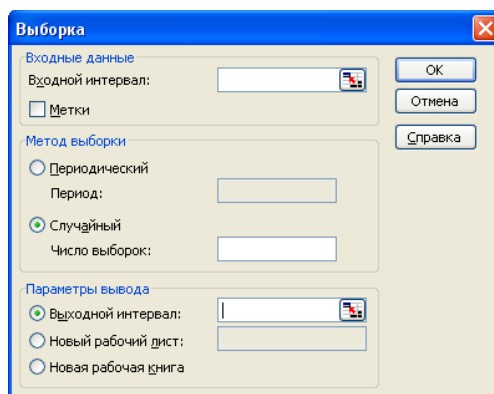 Выборка
Входные данные
Входной интервал:
Метки
ОК
Отмена
Справка
Метод выборки
Периодический
Период:
Случайный
Число выборок:
Параметры вывода
Выходной интервал:
Новый рабочий лист:
Новая рабочая книга